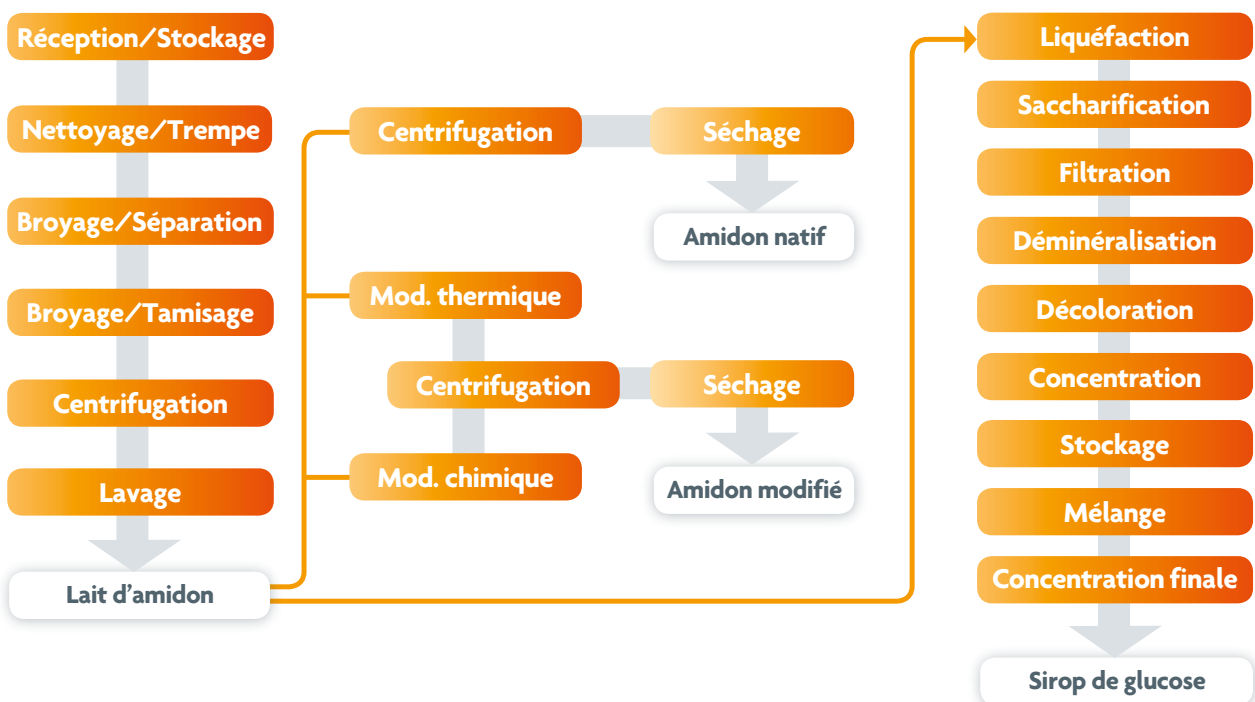 Réception/Stockage
Nettoyage/Trempe
Broyage/Séparation
Broyage/Tamisage
Centrifugation
Lavage
Lait d’amidon
Centrifugation
Séchage
Amidon natif
Mod. thermique
Centrifugation
Séchage
Mod. chimique
Amidon modifié
Liquéfaction
Saccharification
Filtration
Déminéralisation
Décoloration
Concentration
Stockage
Mélange
Concentration finale
Sirop de glucose